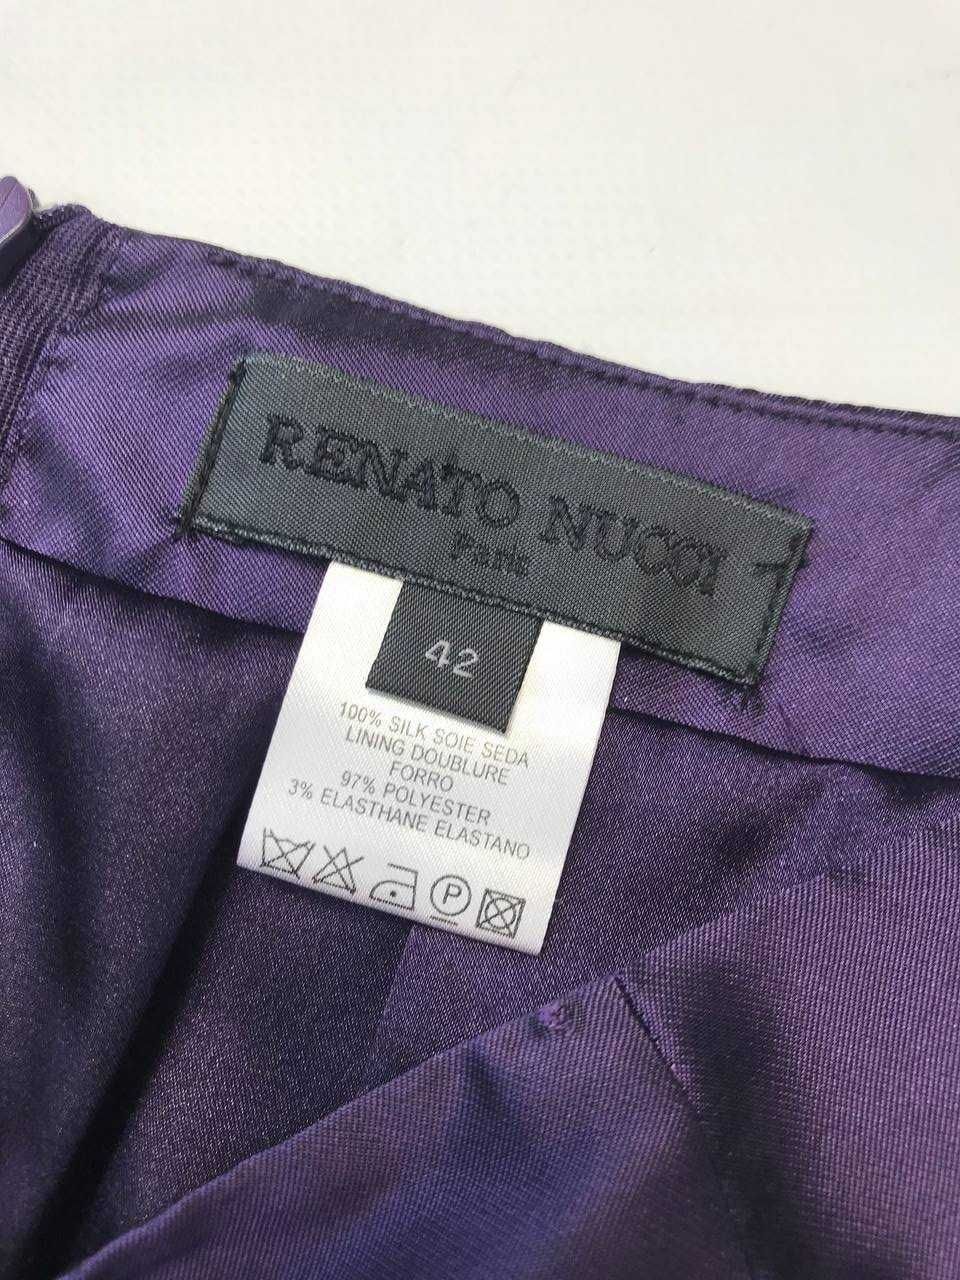 RENATO NUCCI
Paris
42
100% SILK SOIE SEDA
LINING DOUBLURE
FORRO
97% POLYESTER
3% ELASTHANE ELASTANO
P